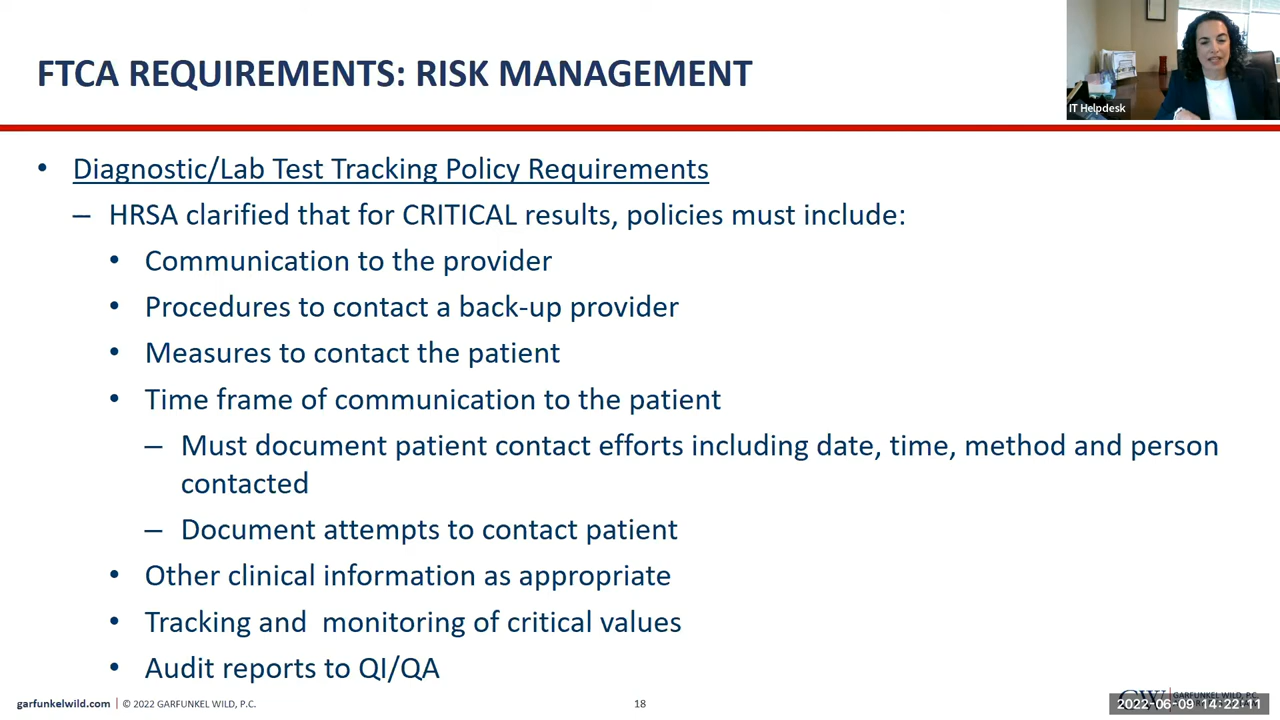 FTCA REQUIREMENTS: RISK MANAGEMENT
IT Helpdesk
• Diagnostic/Lab Test Tracking Policy Requirements
– HRSA clarified that for CRITICAL results, policies must include:
• Communication to the provider
• Procedures to contact a back-up provider
• Measures to contact the patient
• Time frame of communication to the patient
– Must document patient contact efforts including date, time, method and person
contacted
– Document attempts to contact patient
• Other clinical information as appropriate
• Tracking and  monitoring of critical values
• Audit reports to QI/QA
garfunkelwild.com | © 2022 GARFUNKEL WILD, P.C.
18
GARFUNKEL WILD, P.C.
2022-06-09 14:22:11